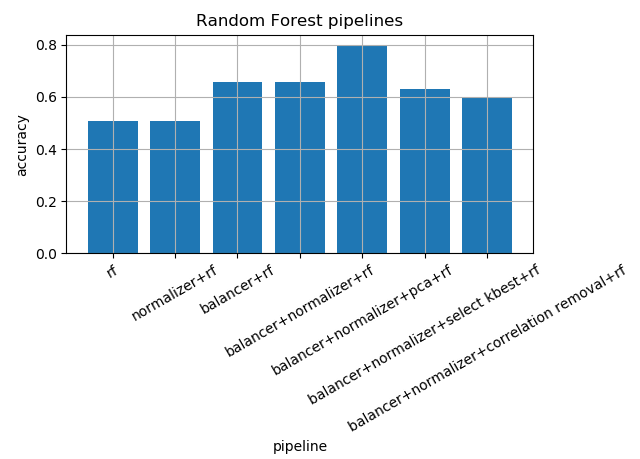 Random Forest pipelines
accuracy
0.8
0.6
0.4
0.2
0.0
rf
normalizer+rf
balancer+rf
balancer+normalizer+rf
balancer+normalizer+pca+rf
balancer+normalizer+select kbest+rf
balancer+normalizer+correlation removal+rf
pipeline